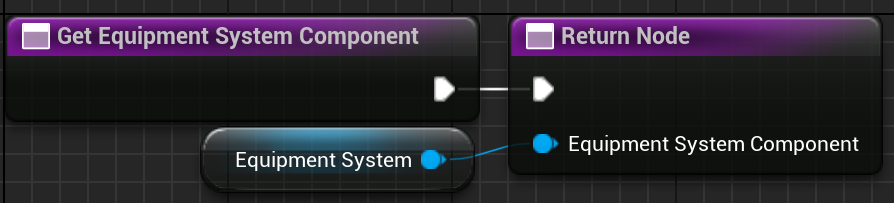 Get Equipment System Component
Return Node
Equipment System
Equipment System Component